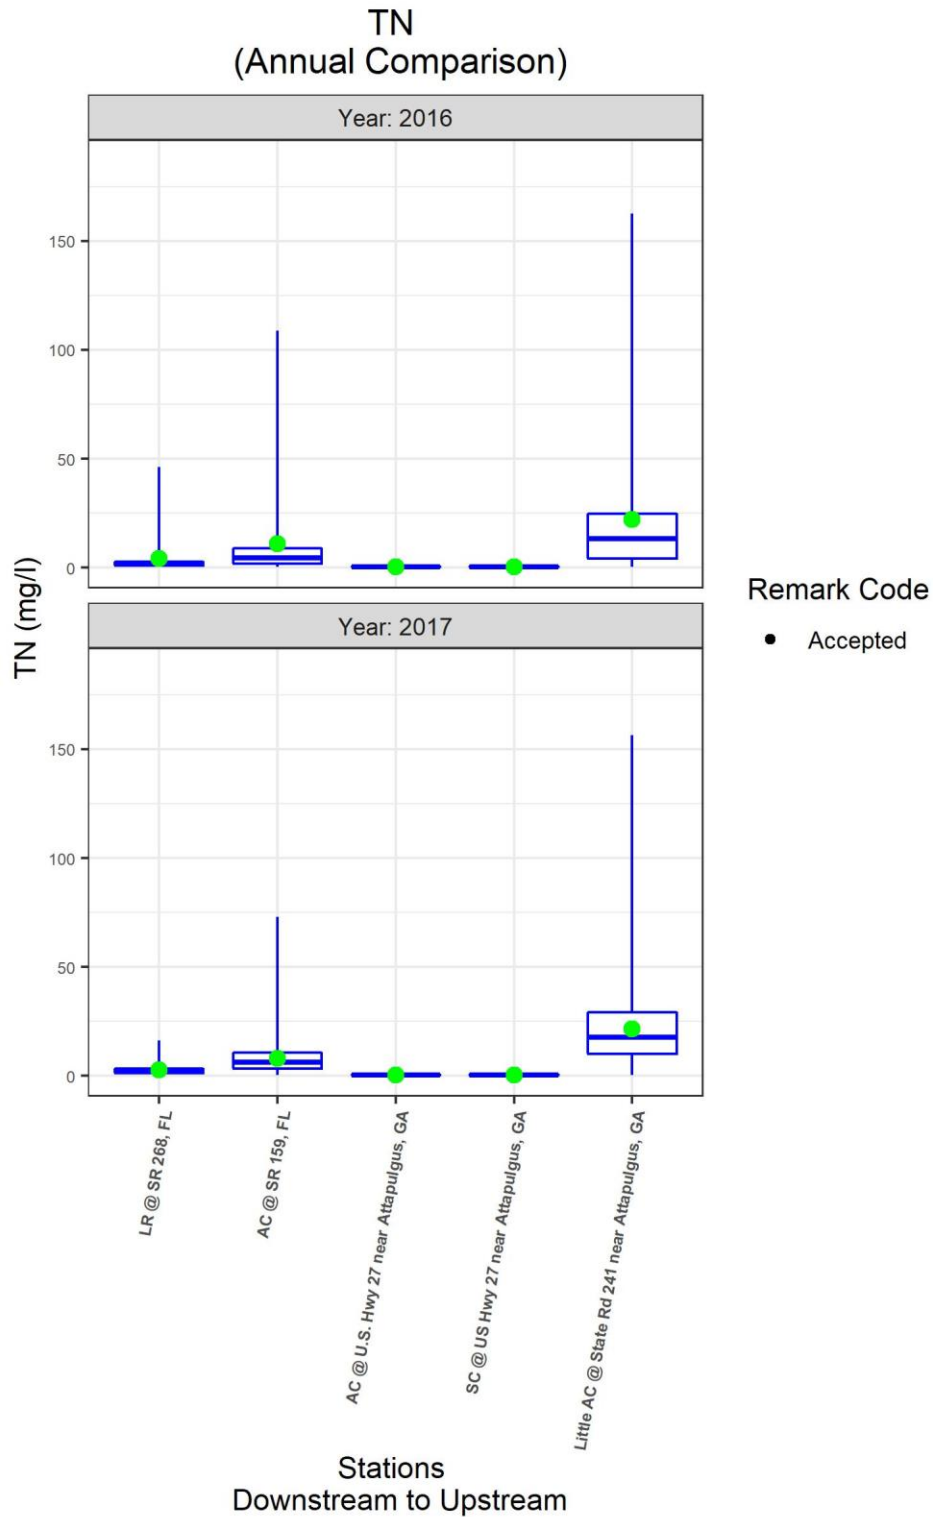 TN
(Annual Comparison)
Year: 2016
150
100
50
0
Year: 2017
150
100
50
0
TN (mg/l)
Remark Code
Accepted
LR @ SR 268, FL
AC @ SR 159, FL
AC @ U.S. Hwy 27 near Attapulgus, GA
SC @ US Hwy 27 near Attapulgus, GA
Little AC @ State Rd 241 near Attapulgus, GA
Stations
Downstream to Upstream